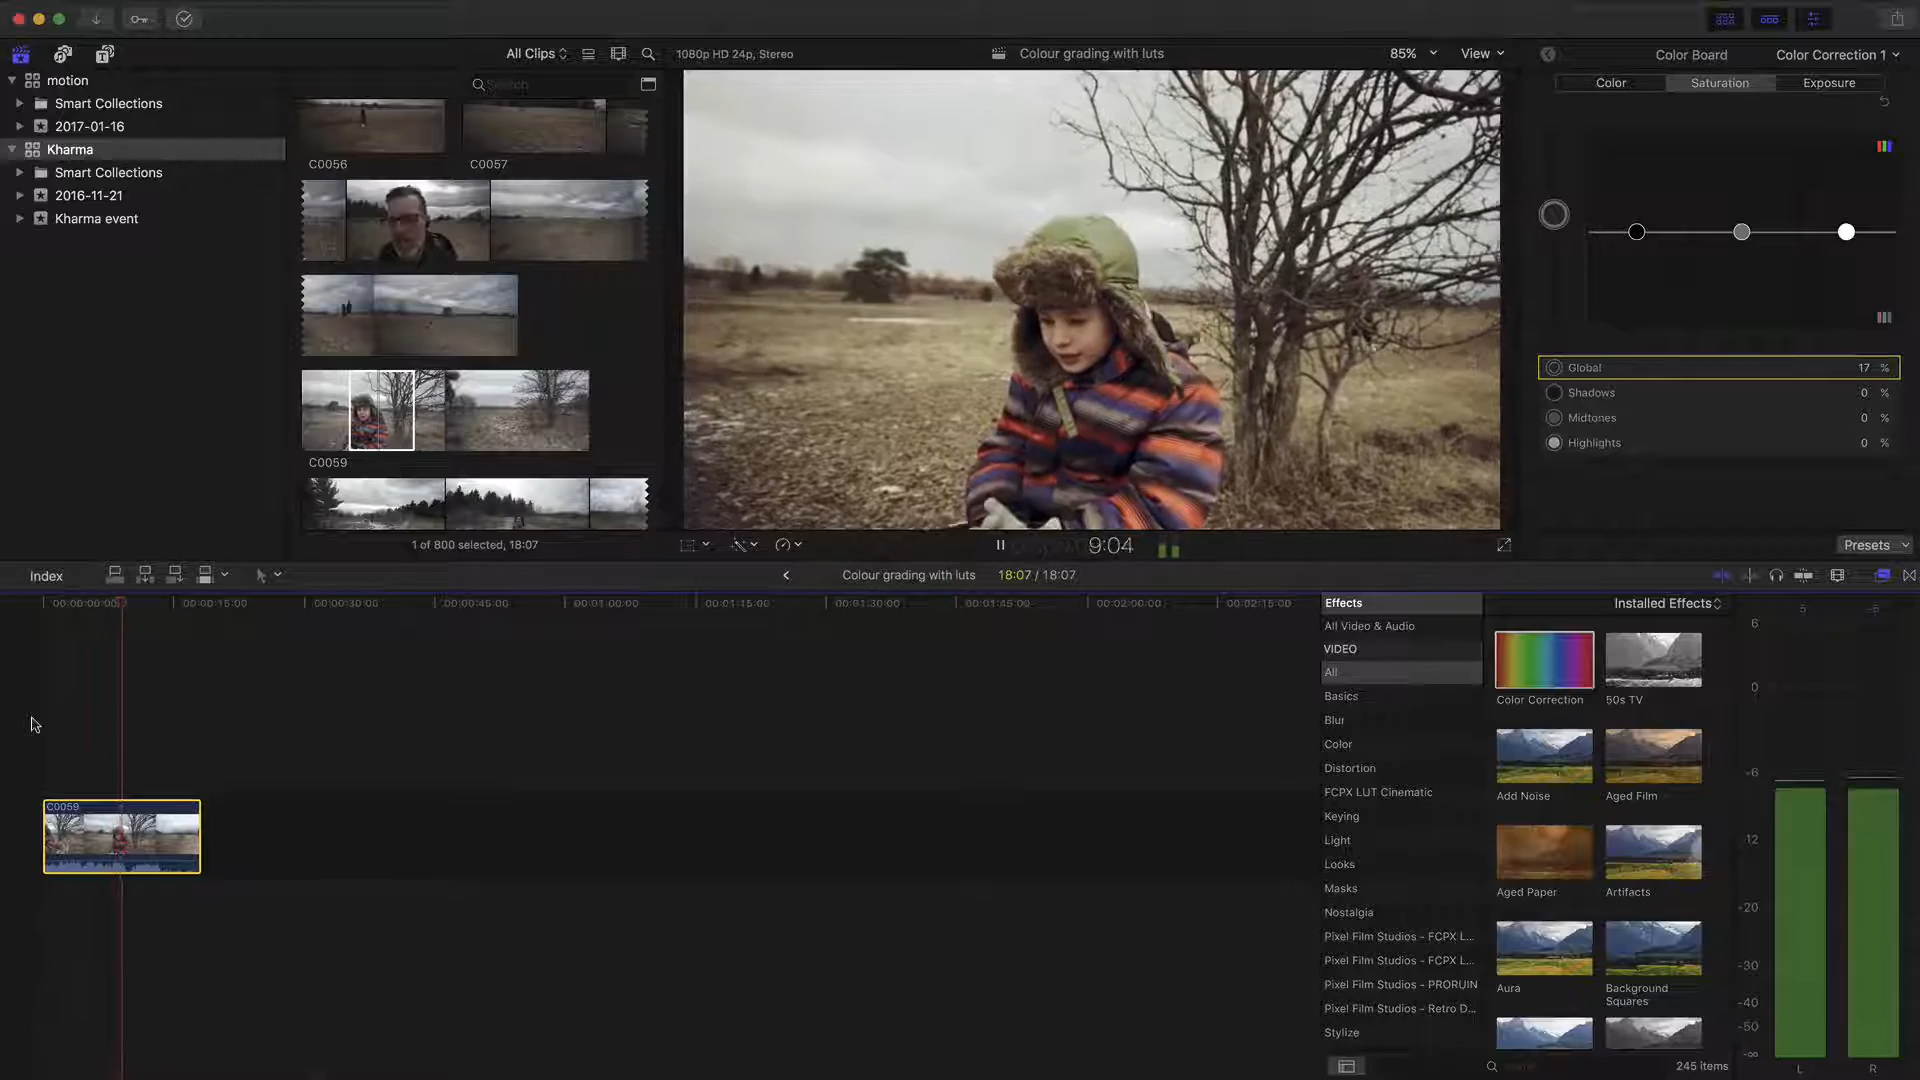 All Clips
1080p HD 24p, Stereo
Colour grading with luts
85%
View
Color Board
Color Correction 1
motion
Smart Collections
2017-01-16
Kharma
Smart Collections
2016-11-21
Kharma event
Search
C0056
C0057
C0059
1 of 800 selected, 18:07
9:04
Color
Saturation
Exposure
Global 17 %
Shadows 0 %
Midtones 0 %
Highlights 0 %
Presets
Index
Colour grading with luts
18:07 / 18:07
00:00:00:00
00:00:15:00
00:00:30:00
00:00:45:00
00:01:00:00
00:01:15:00
00:01:30:00
00:01:45:00
00:02:00:00
00:02:15:00
C0059
Effects
All Video & Audio
VIDEO
All
Basics
Blur
Color
Distortion
FCPX LUT Cinematic
Keying
Light
Looks
Masks
Nostalgia
Pixel Film Studios - FCPX L...
Pixel Film Studios - FCPX L...
Pixel Film Studios - PRORUIN
Pixel Film Studios - Retro D...
Stylize
Installed Effects
Color Correction
50s TV
Add Noise
Aged Film
Aged Paper
Artifacts
Aura
Background
Squares
245 items
6
0
-6
-12
-20
-30
-40
-50
-∞
L
R